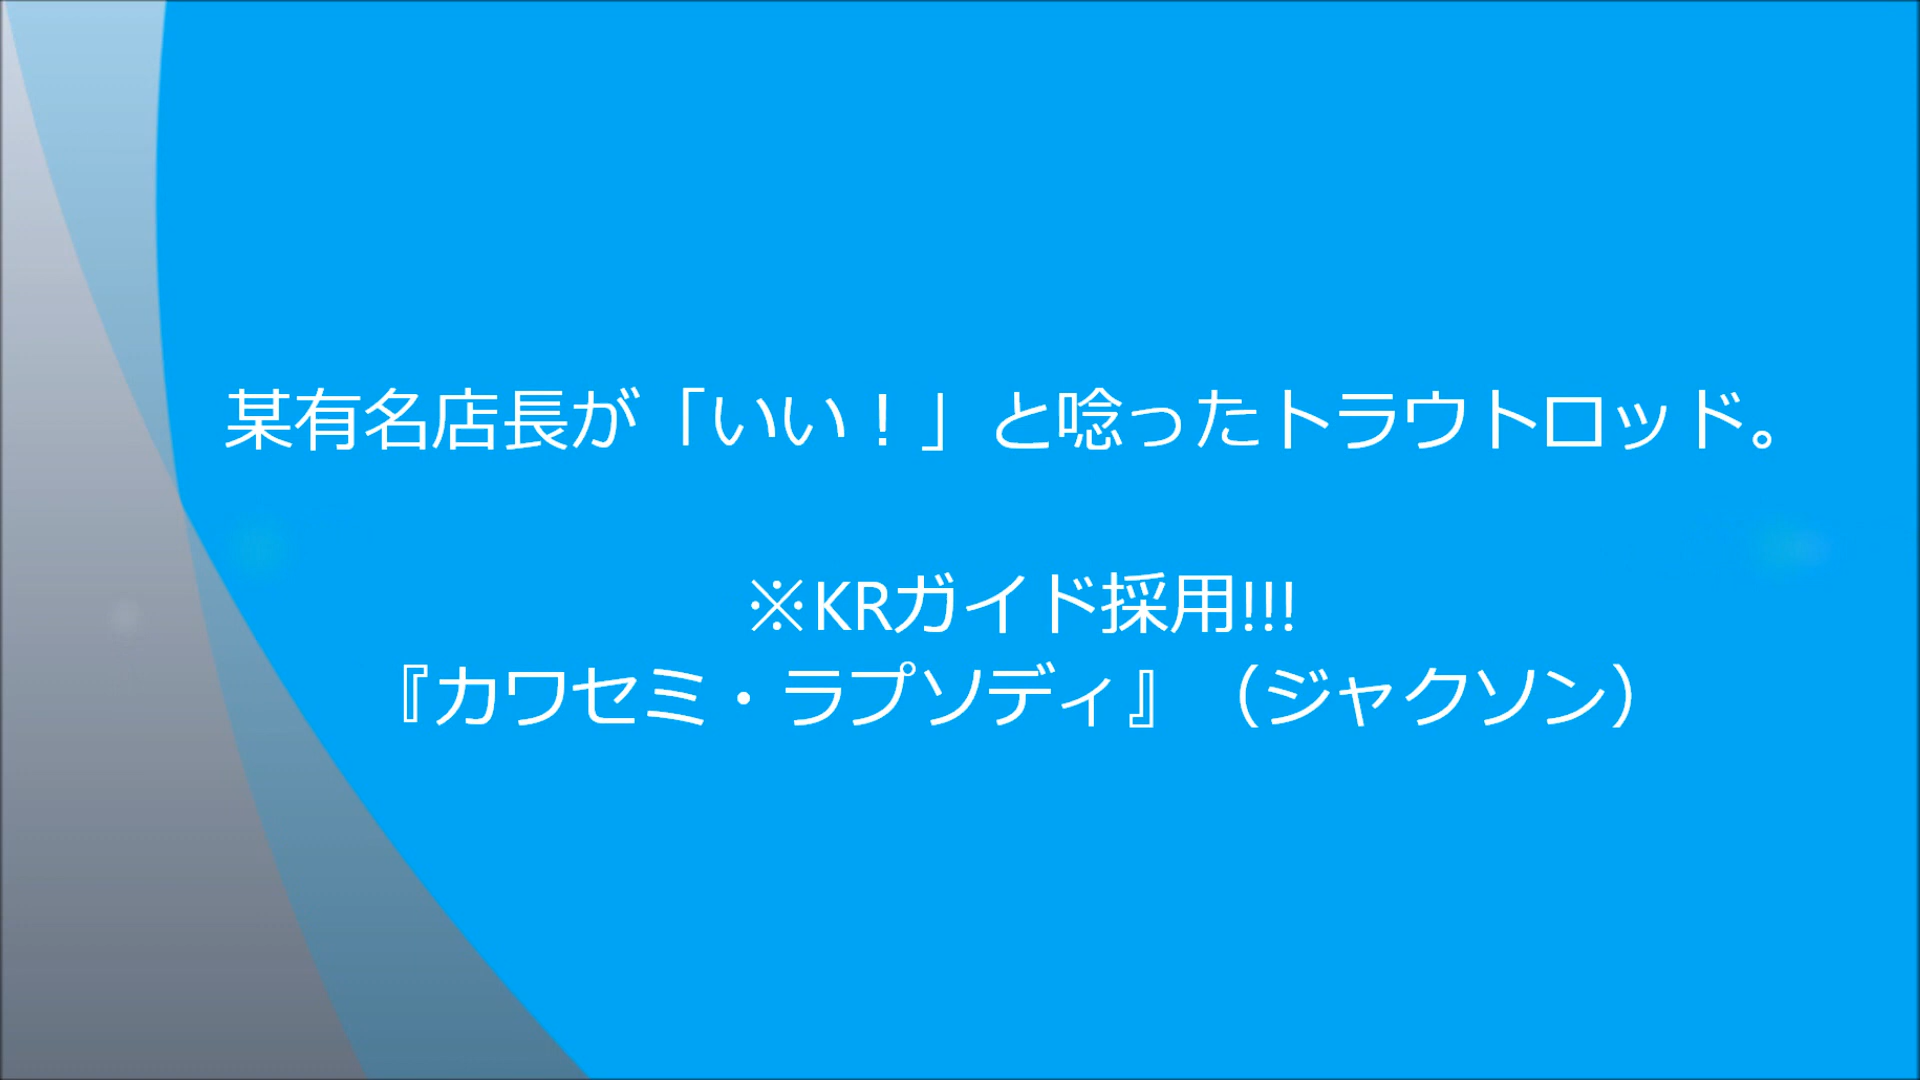 某有名店長が「いい！」と唸ったトラウトロッド。
※KRガイド採用!!!
『カワセミ・ラプソディ』（ジャクソン）